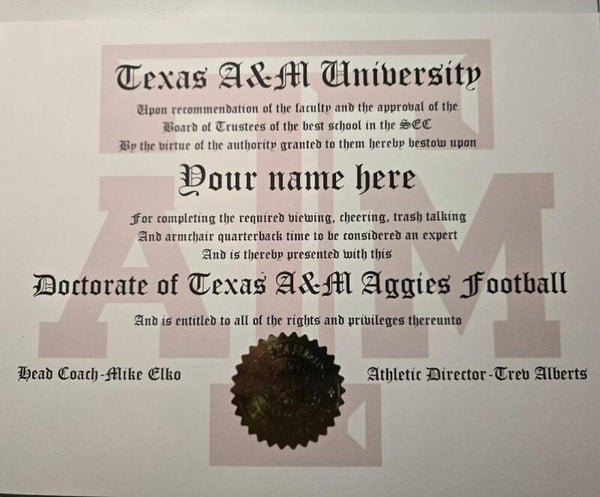 Texas A&M University
Upon recommendation of the faculty and the approval of the
Board of Trustees of the best school in the SEC
By the virtue of the authority granted to them hereby bestow upon
Your name here
For completing the required viewing, cheering, trash talking
And armchair quarterback time to be considered an expert
And is thereby presented with this
Doctorate of Texas A&M Aggies Football
And is entitled to all of the rights and privileges thereunto
Head Coach-Mike Elko
Athletic Director-Trev Alberts
A T M